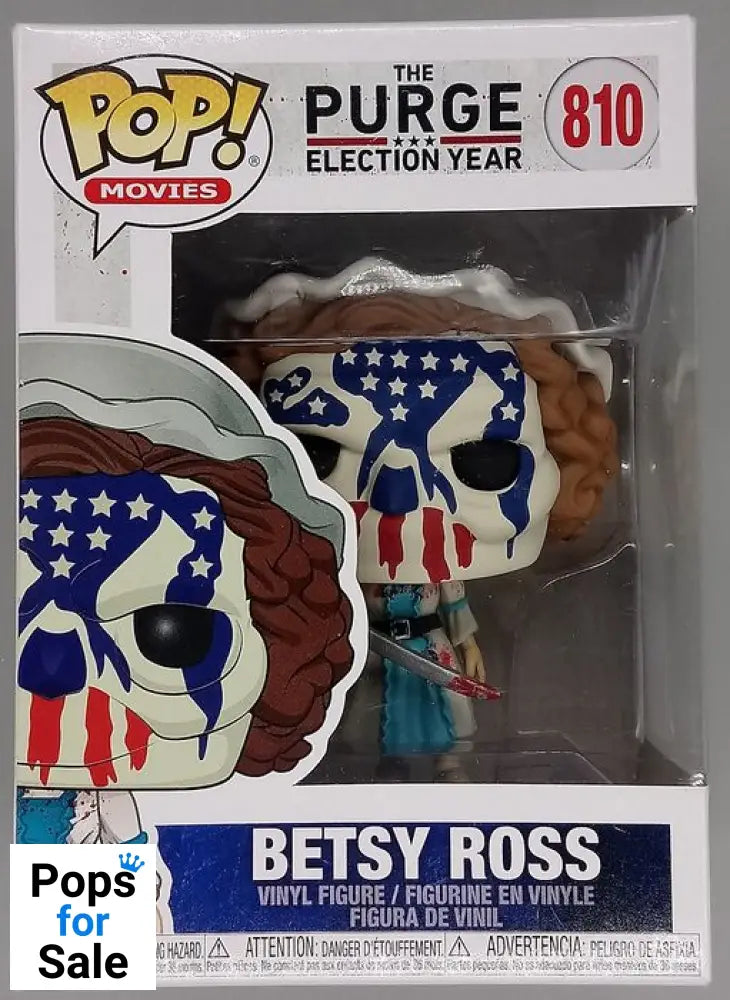 POP!
®
MOVIES
THE
PURGE
ELECTION YEAR
810
BETSY ROSS
VINYL FIGURE / FIGURINE EN VINYLE
FIGURA DE VINIL
HAZARD. ATTENTION: DANGER D'ÉTOUFFEMENT. ADVERTENCIA: PELIGRO DE ASFIXIA.
Pops
for
Sale